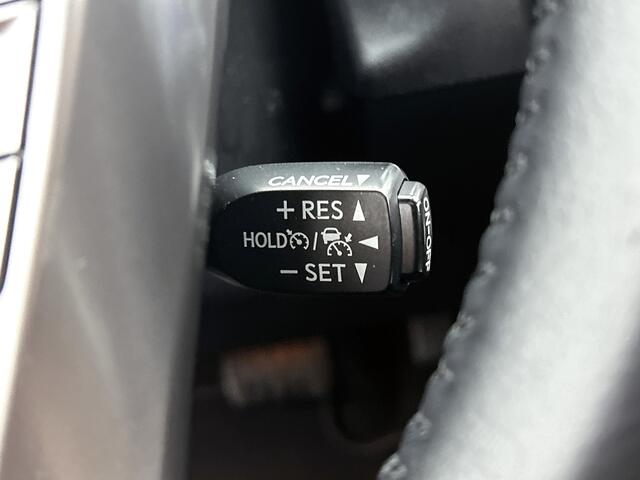 CANCEL▼
+ RES ▲
HOLD / ◀
− SET ▼
ON-OFF